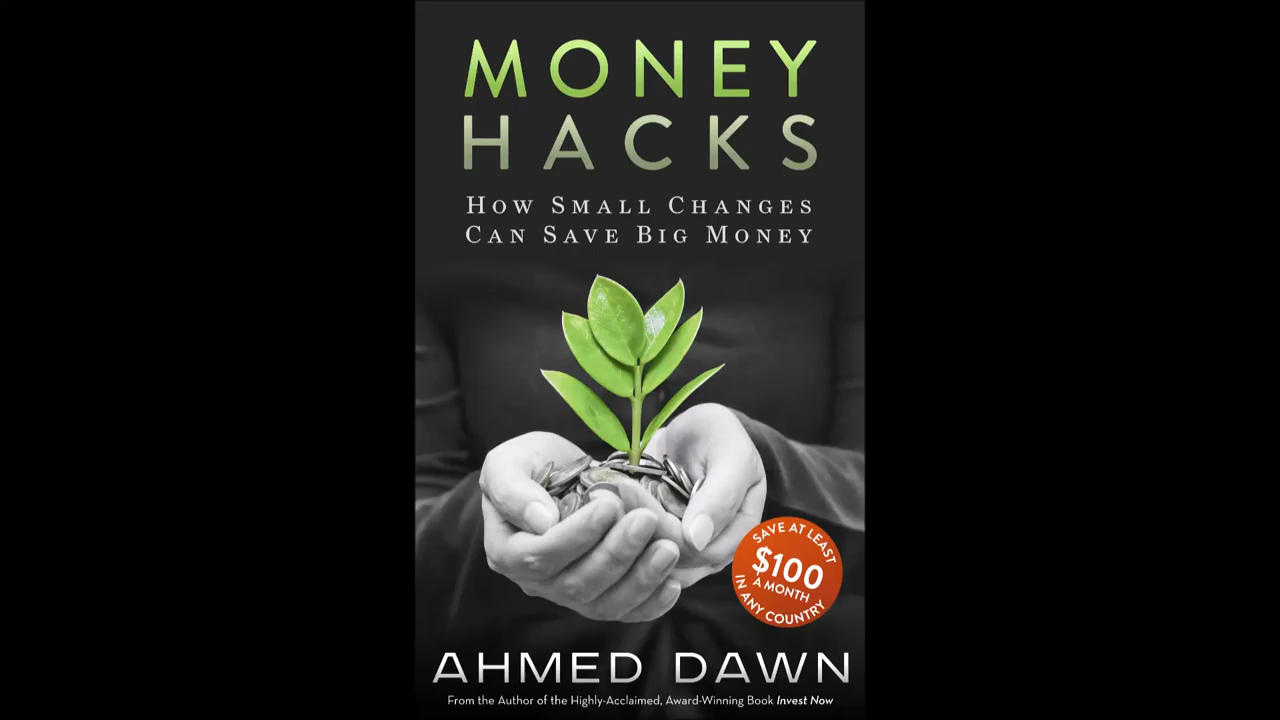 MONEY
HACKS
HOW SMALL CHANGES
CAN SAVE BIG MONEY
SAVE AT LEAST
$100
A MONTH
IN ANY COUNTRY
AHMED DAWN
From the Author of the Highly-Acclaimed, Award-Winning Book Invest Now